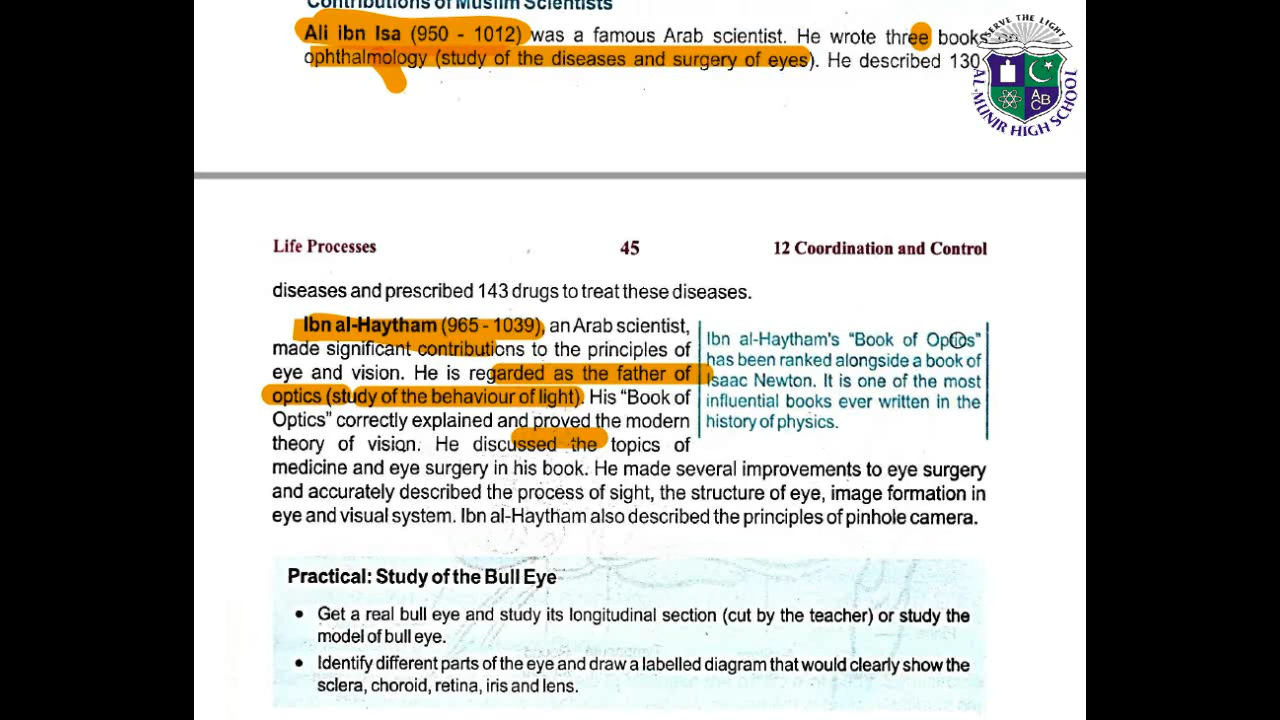 Contributions of Muslim Scientists
Ali ibn Isa (950 - 1012) was a famous Arab scientist. He wrote three books
ophthalmology (study of the diseases and surgery of eyes). He described 130
SERVE THE LIGHT
ABC
AL-MUNIR HIGH SCHOOL
Life Processes 45 12 Coordination and Control
diseases and prescribed 143 drugs to treat these diseases.
Ibn al-Haytham (965 - 1039), an Arab scientist,
made significant contributions to the principles of
eye and vision. He is regarded as the father of
optics (study of the behaviour of light). His “Book of
Optics” correctly explained and proved the modern
theory of vision. He discussed the topics of
medicine and eye surgery in his book. He made several improvements to eye surgery
and accurately described the process of sight, the structure of eye, image formation in
eye and visual system. Ibn al-Haytham also described the principles of pinhole camera.
Ibn al-Haytham's “Book of Optics”
has been ranked alongside a book of
Isaac Newton. It is one of the most
influential books ever written in the
history of physics.
Practical: Study of the Bull Eye
• Get a real bull eye and study its longitudinal section (cut by the teacher) or study the
model of bull eye.
• Identify different parts of the eye and draw a labelled diagram that would clearly show the
sclera, choroid, retina, iris and lens.